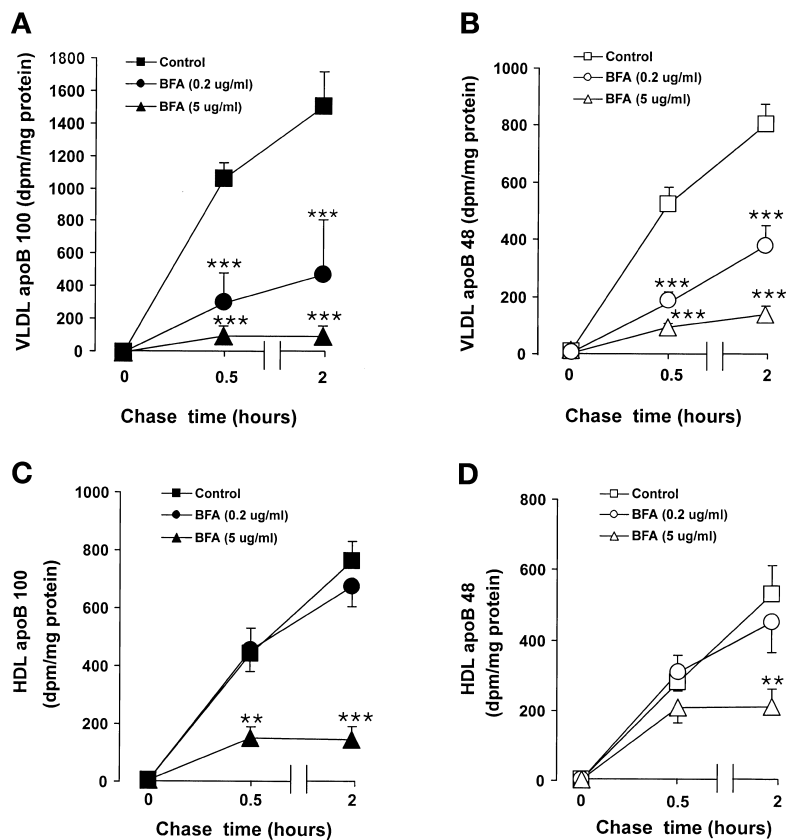 A
VLDL apoB 100 (dpm/mg protein)
1800
1600
1400
1200
1000
800
600
400
200
0
Control
BFA (0.2 ug/ml)
BFA (5 ug/ml)
***
***
***
***
0
0.5
2
Chase time (hours)
B
VLDL apoB 48 (dpm/mg protein)
1000
800
600
400
200
0
Control
BFA (0.2 ug/ml)
BFA (5 ug/ml)
***
***
***
***
0
0.5
2
Chase time (hours)
C
HDL apoB 100
(dpm/mg protein)
1000
800
600
400
200
0
Control
BFA (0.2 ug/ml)
BFA (5 ug/ml)
**
***
0
0.5
2
Chase time (hours)
D
HDL apoB 48
(dpm/mg protein)
800
600
400
200
0
Control
BFA (0.2 ug/ml)
BFA (5 ug/ml)
**
0
0.5
2
Chase time (hours)